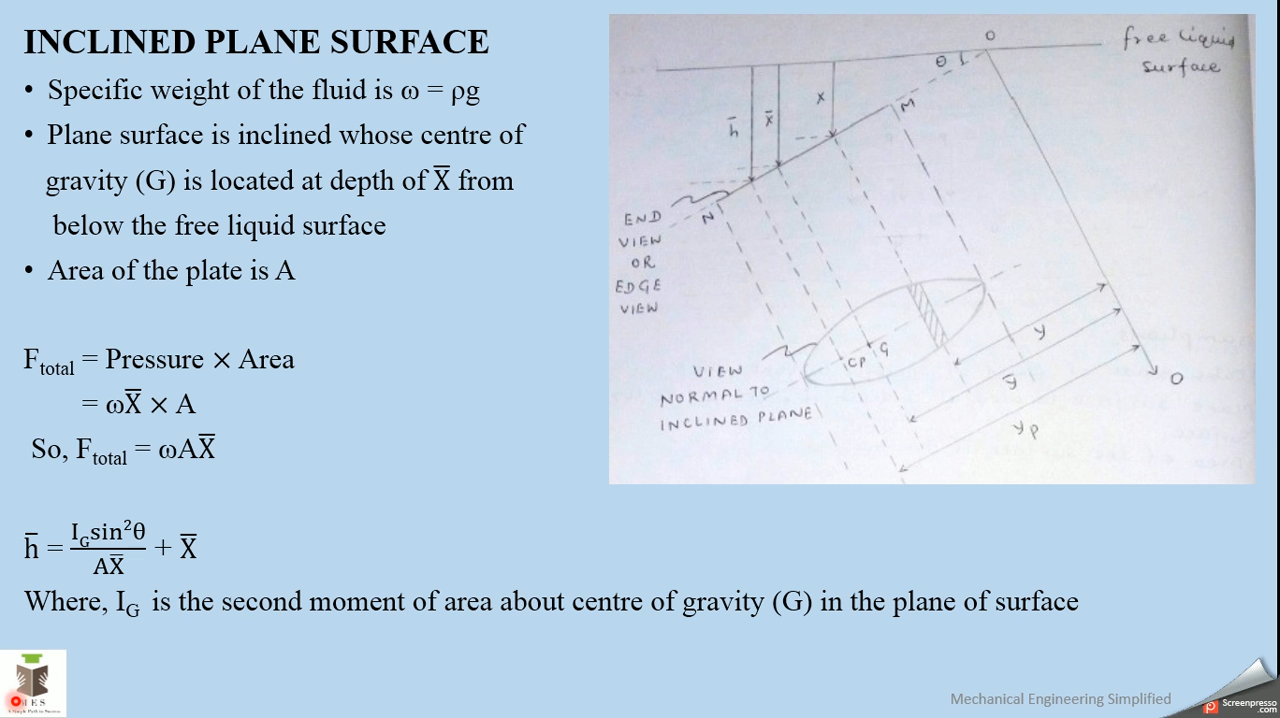 INCLINED PLANE SURFACE
• Specific weight of the fluid is ω = ρg
• Plane surface is inclined whose centre of
gravity (G) is located at depth of X̅ from
below the free liquid surface
• Area of the plate is A
F_total = Pressure × Area
= ωX̅ × A
So, F_total = ωAX̅
h̅ = I_G sin²θ / AX̅ + X̅
Where, I_G is the second moment of area about centre of gravity (G) in the plane of surface
O
free liquid
surface
θ
x
x̅
h̅
M
N
END
VIEW
OR
EDGE
VIEW
G
CP
VIEW
NORMAL TO
INCLINED PLANE
y
y̅
yp
O
Mechanical Engineering Simplified
Screenpresso
.com